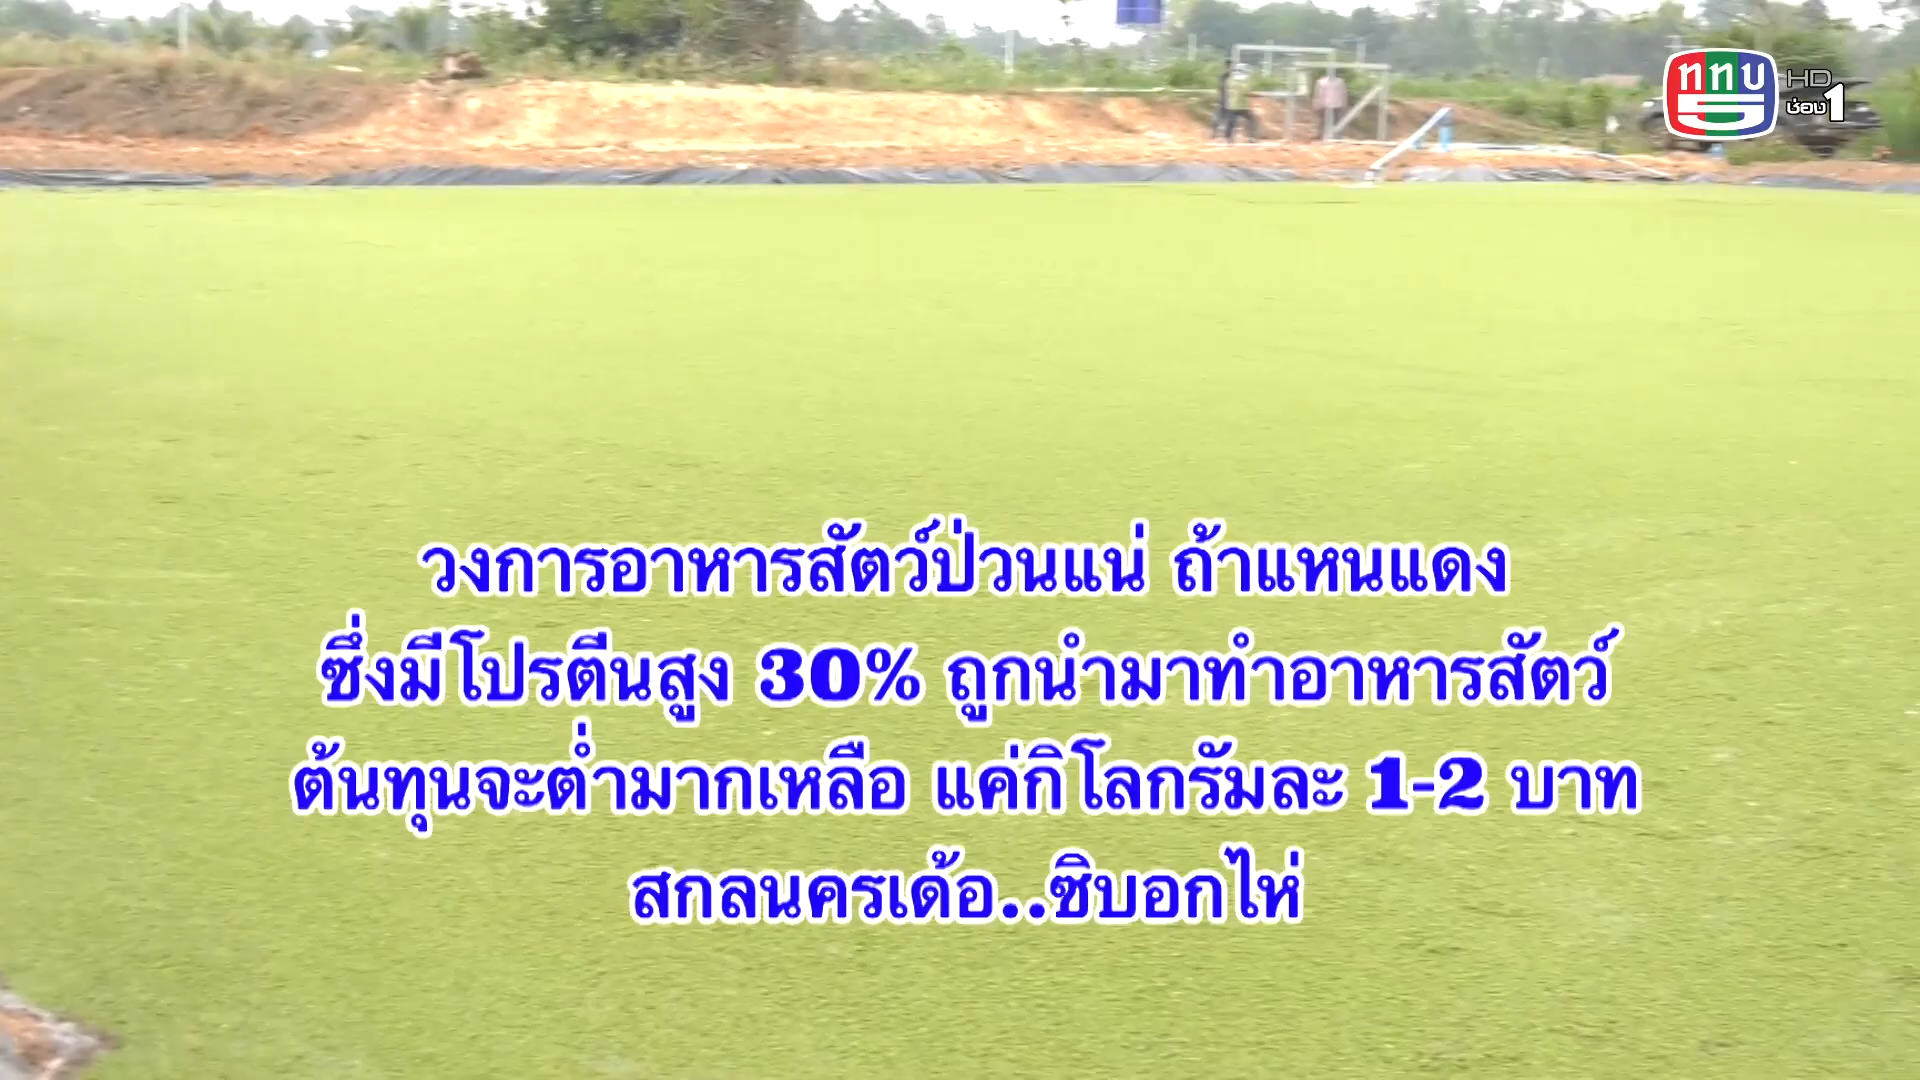 ททบ
5
HD
ช่อง 1
วงการอาหารสัตว์ป่วนแน่ ถ้าแหนแดง
ซึ่งมีโปรตีนสูง 30% ถูกนำมาทำอาหารสัตว์
ต้นทุนจะต่ำมากเหลือ แค่กิโลกรัมละ 1-2 บาท
สกลนครเด้อ..ซิบอกไห่